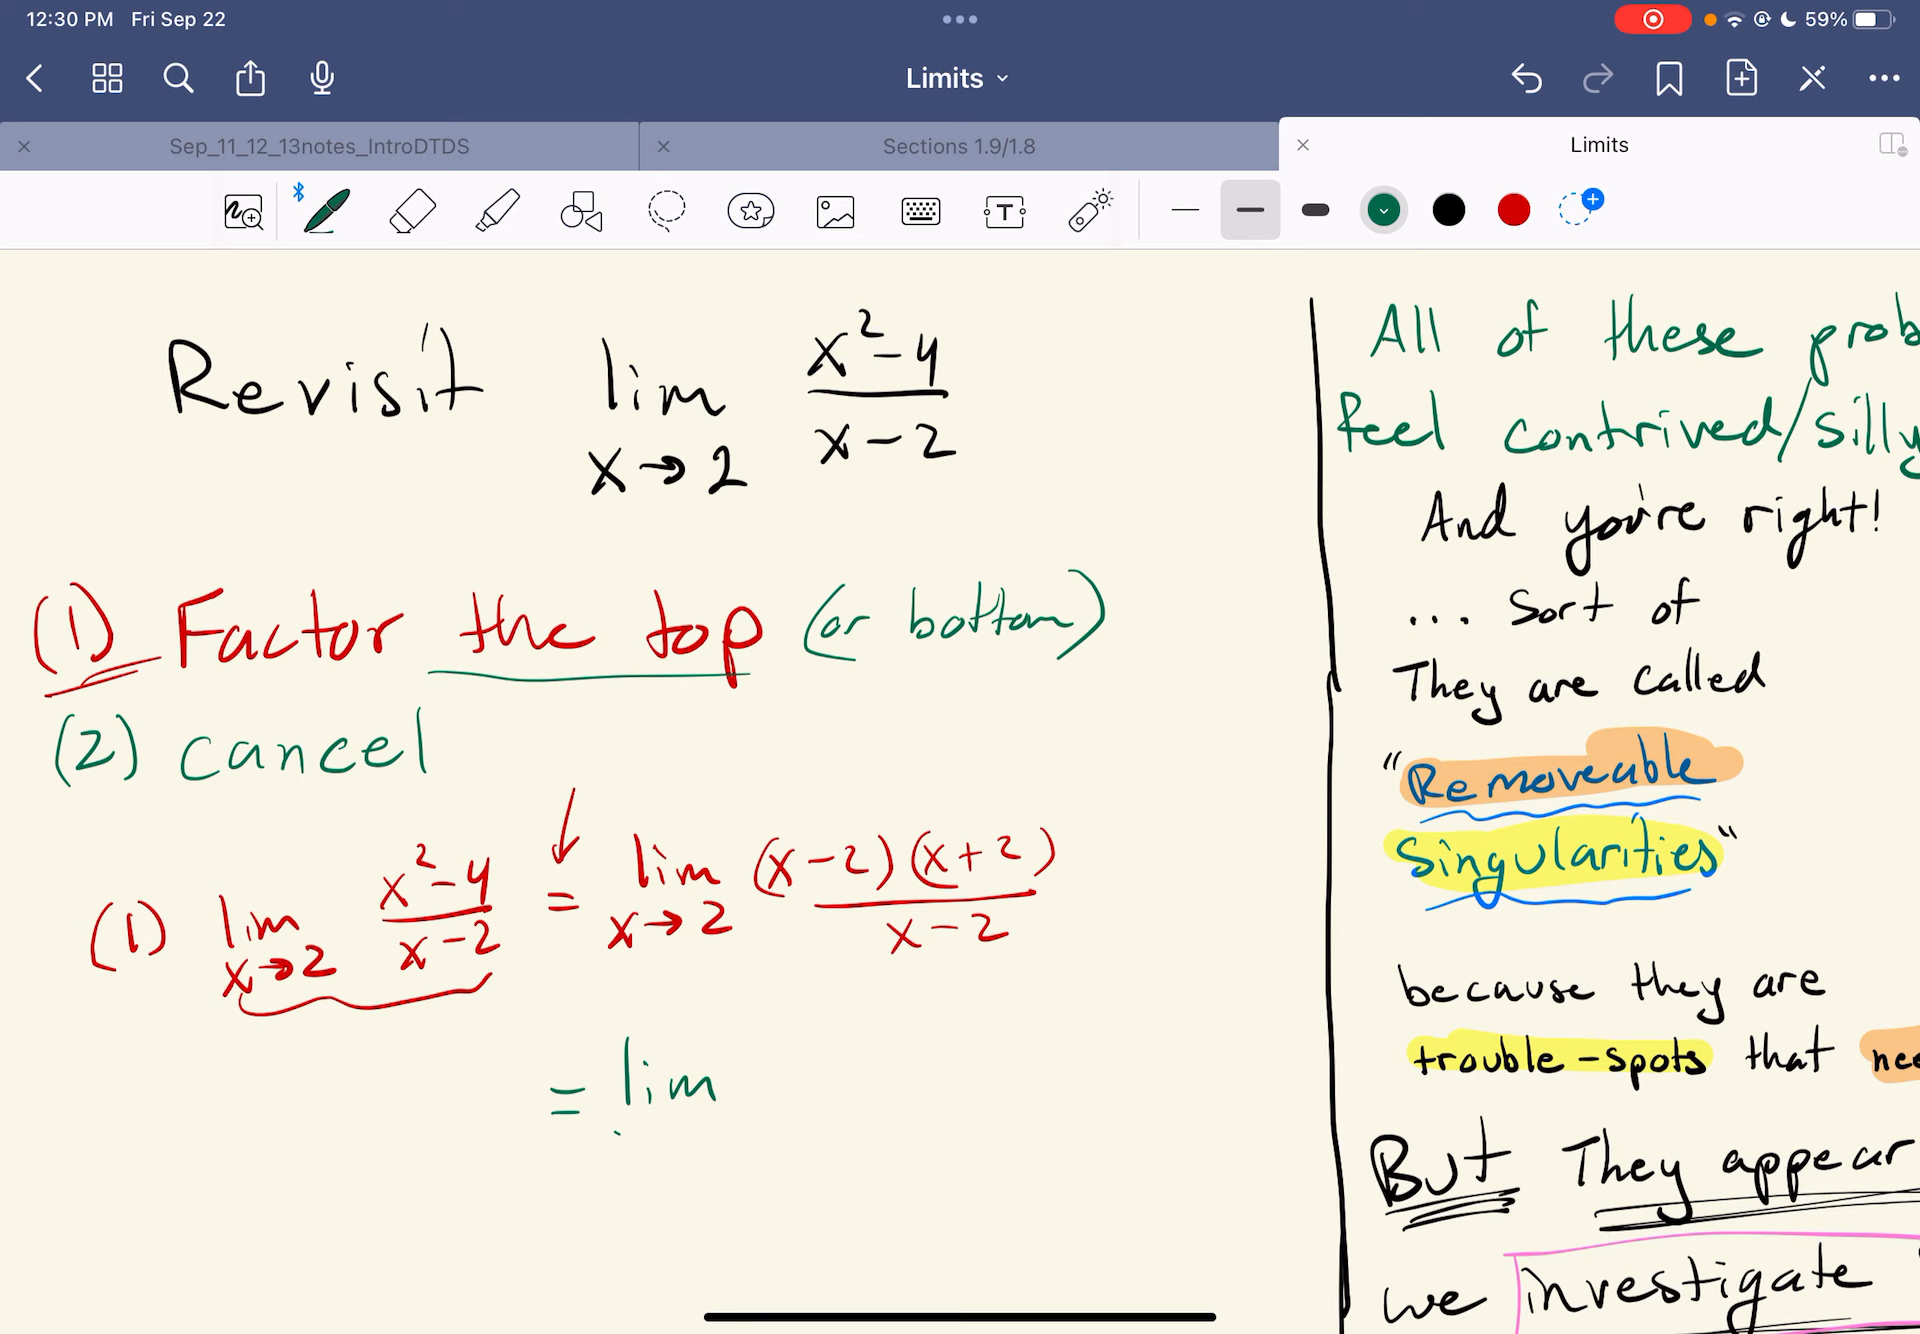 12:30 PM Fri Sep 22
59%
Limits
Sep_11_12_13notes_IntroDTDS
Sections 1.9/1.8
Limits
Revisit lim x→2 (x²-4)/(x-2)
(1) Factor the top (or bottom)
(2) cancel
(1) lim x→2 (x²-4)/(x-2) = lim x→2 (x-2)(x+2)/(x-2)
= lim
All of these prob
feel contrived/silly
And you're right!
... Sort of
They are called
"Removeable
Singularities"
because they are
trouble-spots that nee
But They appear
we investigate